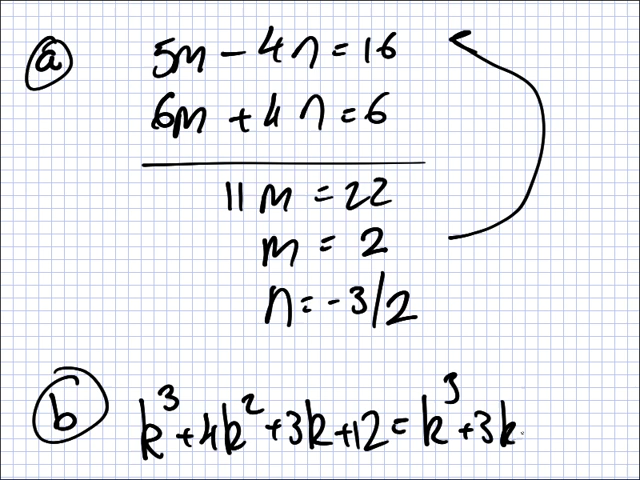 a 5m - 4n = 16
6m + 4n = 6
11m = 22
m = 2
n = -3/2
b k³ + 4k² + 3k + 12 = k³ + 3k